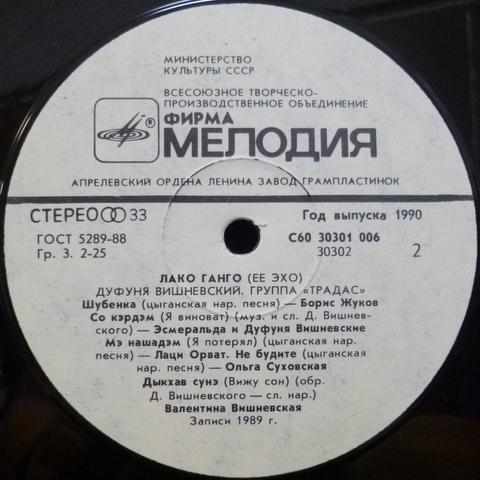 МИНИСТЕРСТВО
КУЛЬТУРЫ СССР
ВСЕСОЮЗНОЕ ТВОРЧЕСКО-
ПРОИЗВОДСТВЕННОЕ ОБЪЕДИНЕНИЕ
®
ФИРМА
МЕЛОДИЯ
АПРЕЛЕВСКИЙ ОРДЕНА ЛЕНИНА ЗАВОД ГРАМПЛАСТИНОК
СТЕРЕО 33
Год выпуска 1990
ГОСТ 5289-88
С60 30301 006
Гр. 3. 2-25
30302
2
ЛАКО ГАНГО (ЕЕ ЭХО)
ДУФУНЯ ВИШНЕВСКИЙ. ГРУППА «ТРАДАС»
Шубенка (цыганская нар. песня) — Борис Жуков
Со кэрдэм (Я виноват) (муз. и сл. Д. Вишнев-
ского) — Эсмеральда и Дуфуня Вишневские
Мэ нашадэм (Я потерял) (цыганская нар.
песня) — Лаци Орват. Не будите (цыганская
нар. песня) — Ольга Суховская
Дыкхав сунэ (Вижу сон) (обр.
Д. Вишневского — сл. нар.)
Валентина Вишневская
Записи 1989 г.